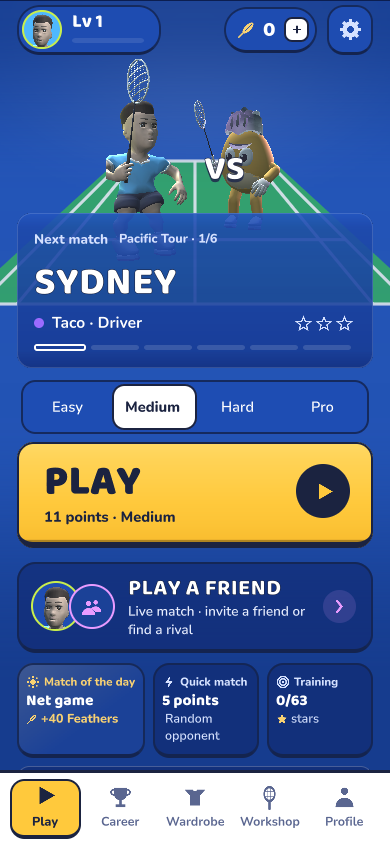 Lv 1
0 +
VS
Next match Pacific Tour · 1/6
SYDNEY
Taco · Driver
Easy Medium Hard Pro
PLAY
11 points · Medium
PLAY A FRIEND
Live match · invite a friend or
find a rival
Match of the day
Net game
+40 Feathers
Quick match
5 points
Random
opponent
Training
0/63
stars
Play Career Wardrobe Workshop Profile